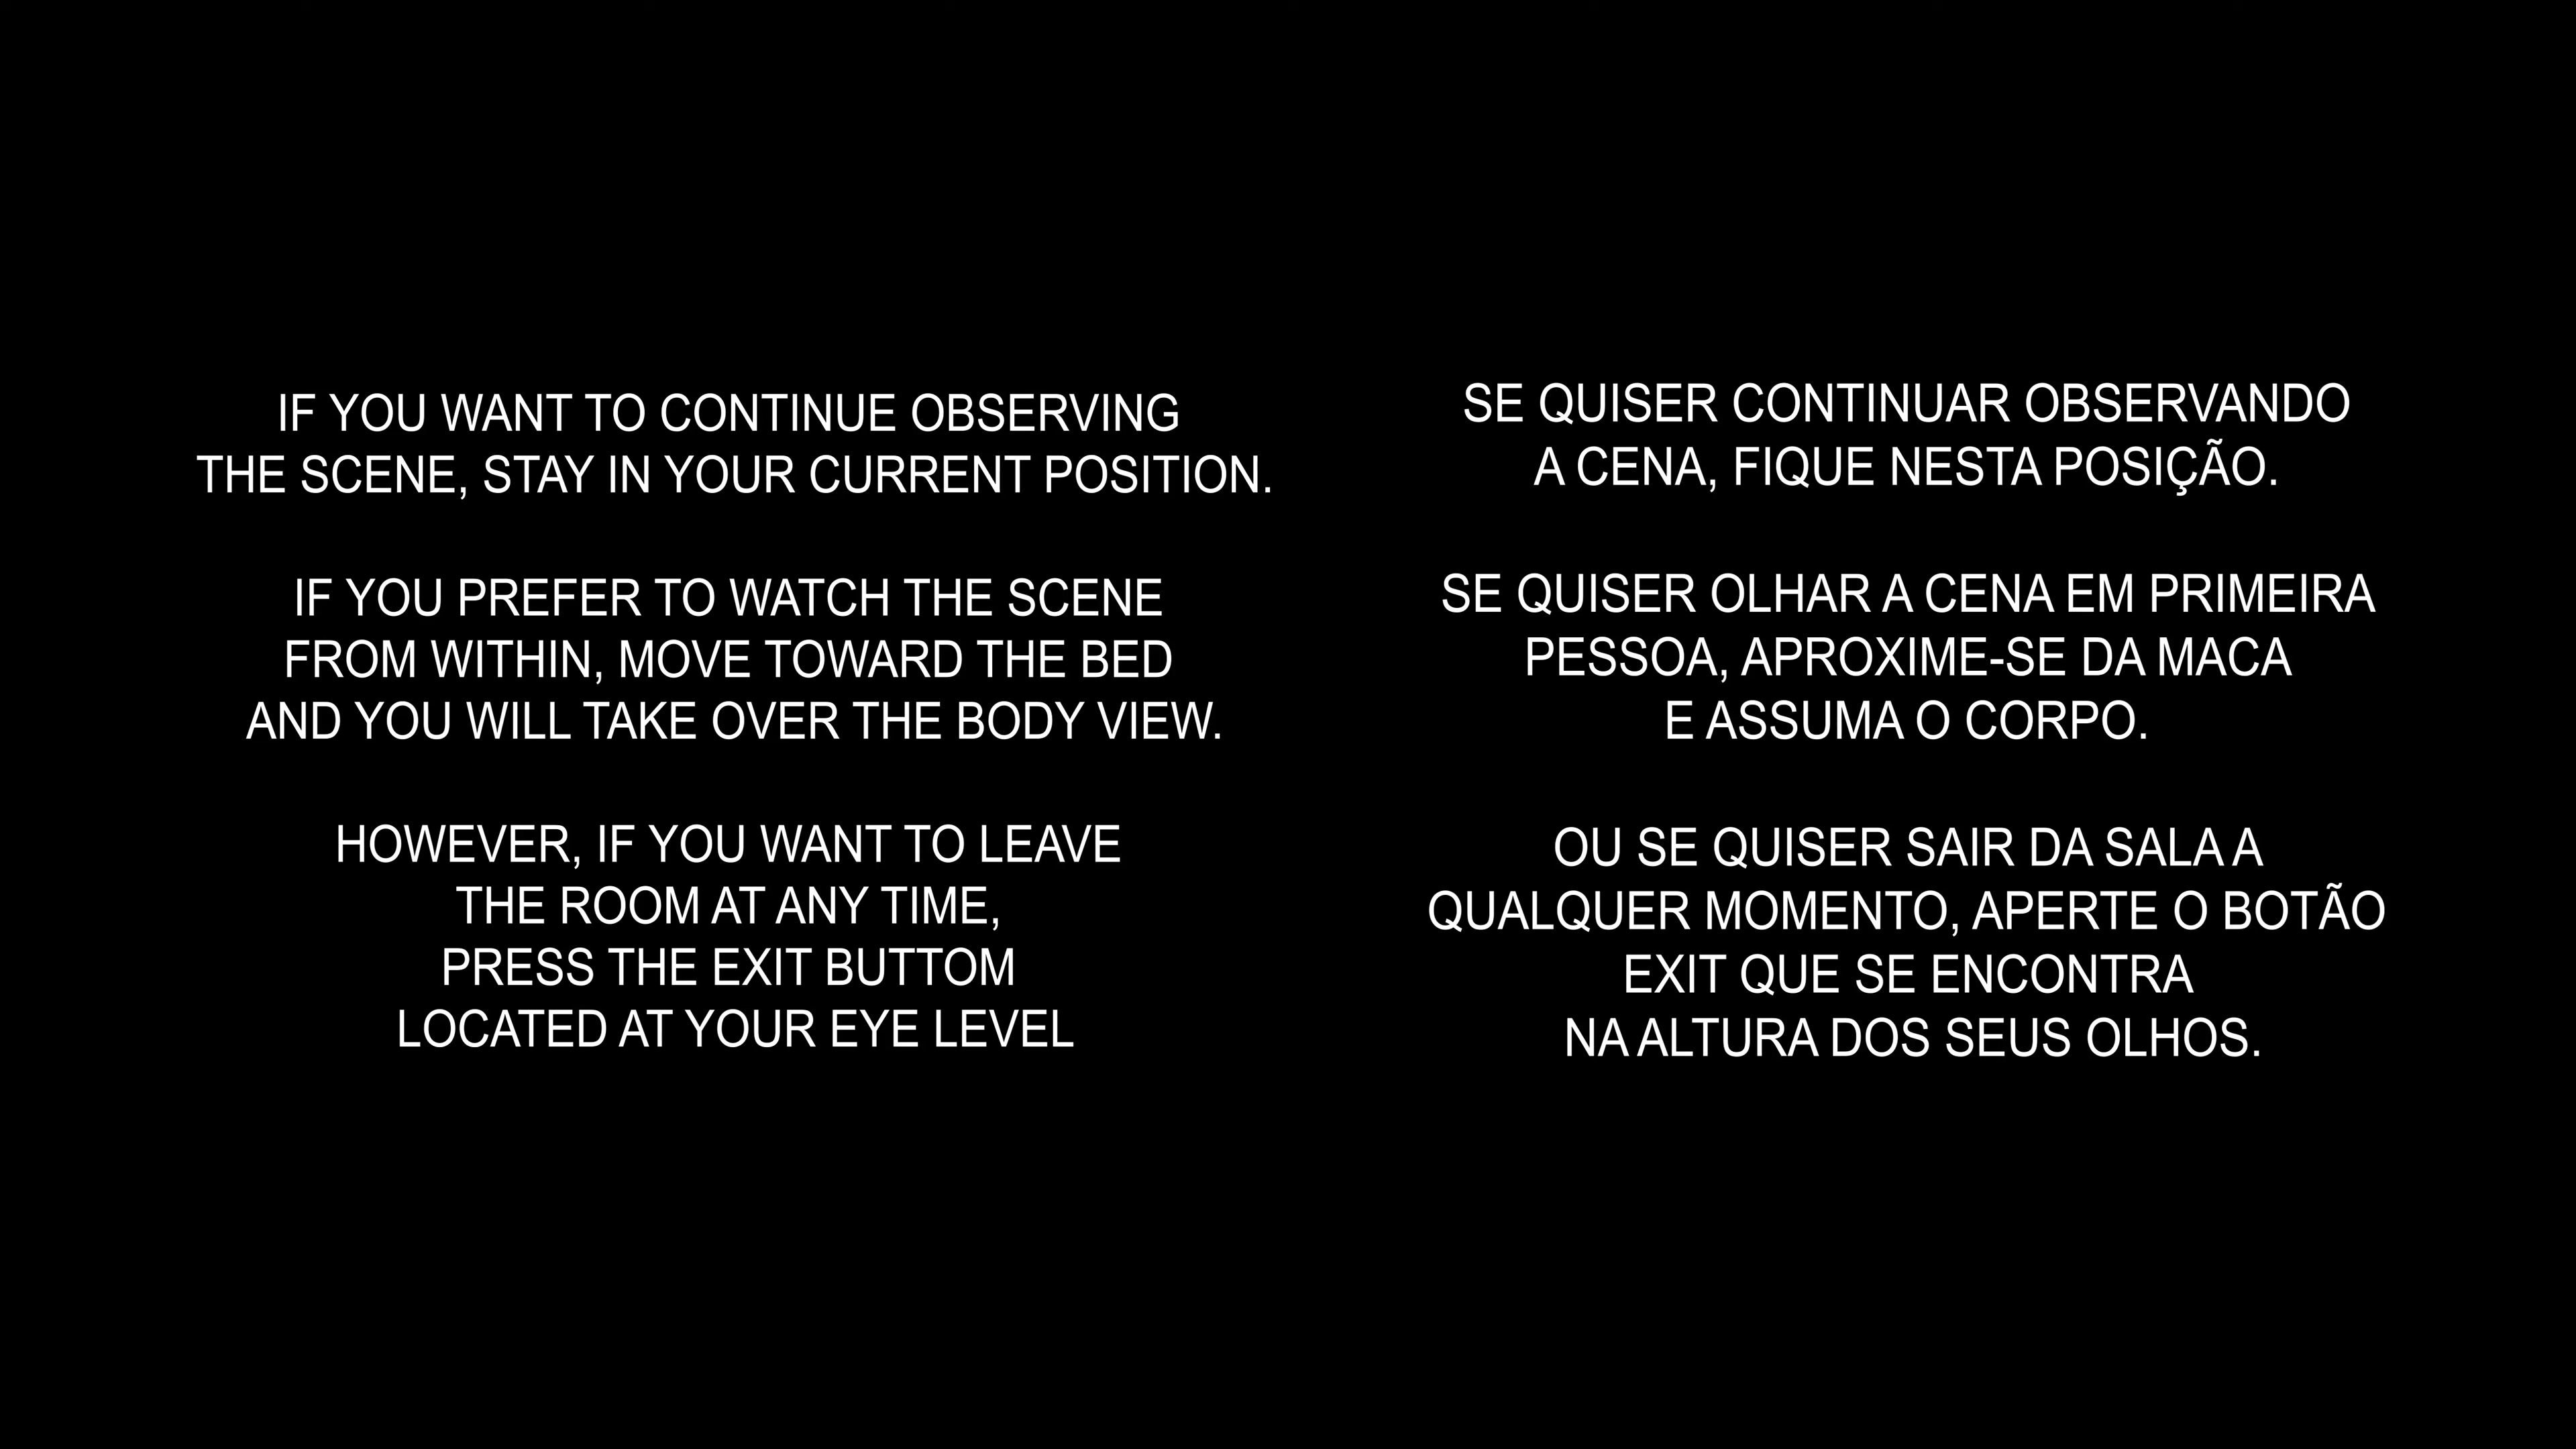 IF YOU WANT TO CONTINUE OBSERVING
THE SCENE, STAY IN YOUR CURRENT POSITION.
IF YOU PREFER TO WATCH THE SCENE
FROM WITHIN, MOVE TOWARD THE BED
AND YOU WILL TAKE OVER THE BODY VIEW.
HOWEVER, IF YOU WANT TO LEAVE
THE ROOM AT ANY TIME,
PRESS THE EXIT BUTTOM
LOCATED AT YOUR EYE LEVEL
SE QUISER CONTINUAR OBSERVANDO
A CENA, FIQUE NESTA POSIÇÃO.
SE QUISER OLHAR A CENA EM PRIMEIRA
PESSOA, APROXIME-SE DA MACA
E ASSUMA O CORPO.
OU SE QUISER SAIR DA SALA A
QUALQUER MOMENTO, APERTE O BOTÃO
EXIT QUE SE ENCONTRA
NA ALTURA DOS SEUS OLHOS.